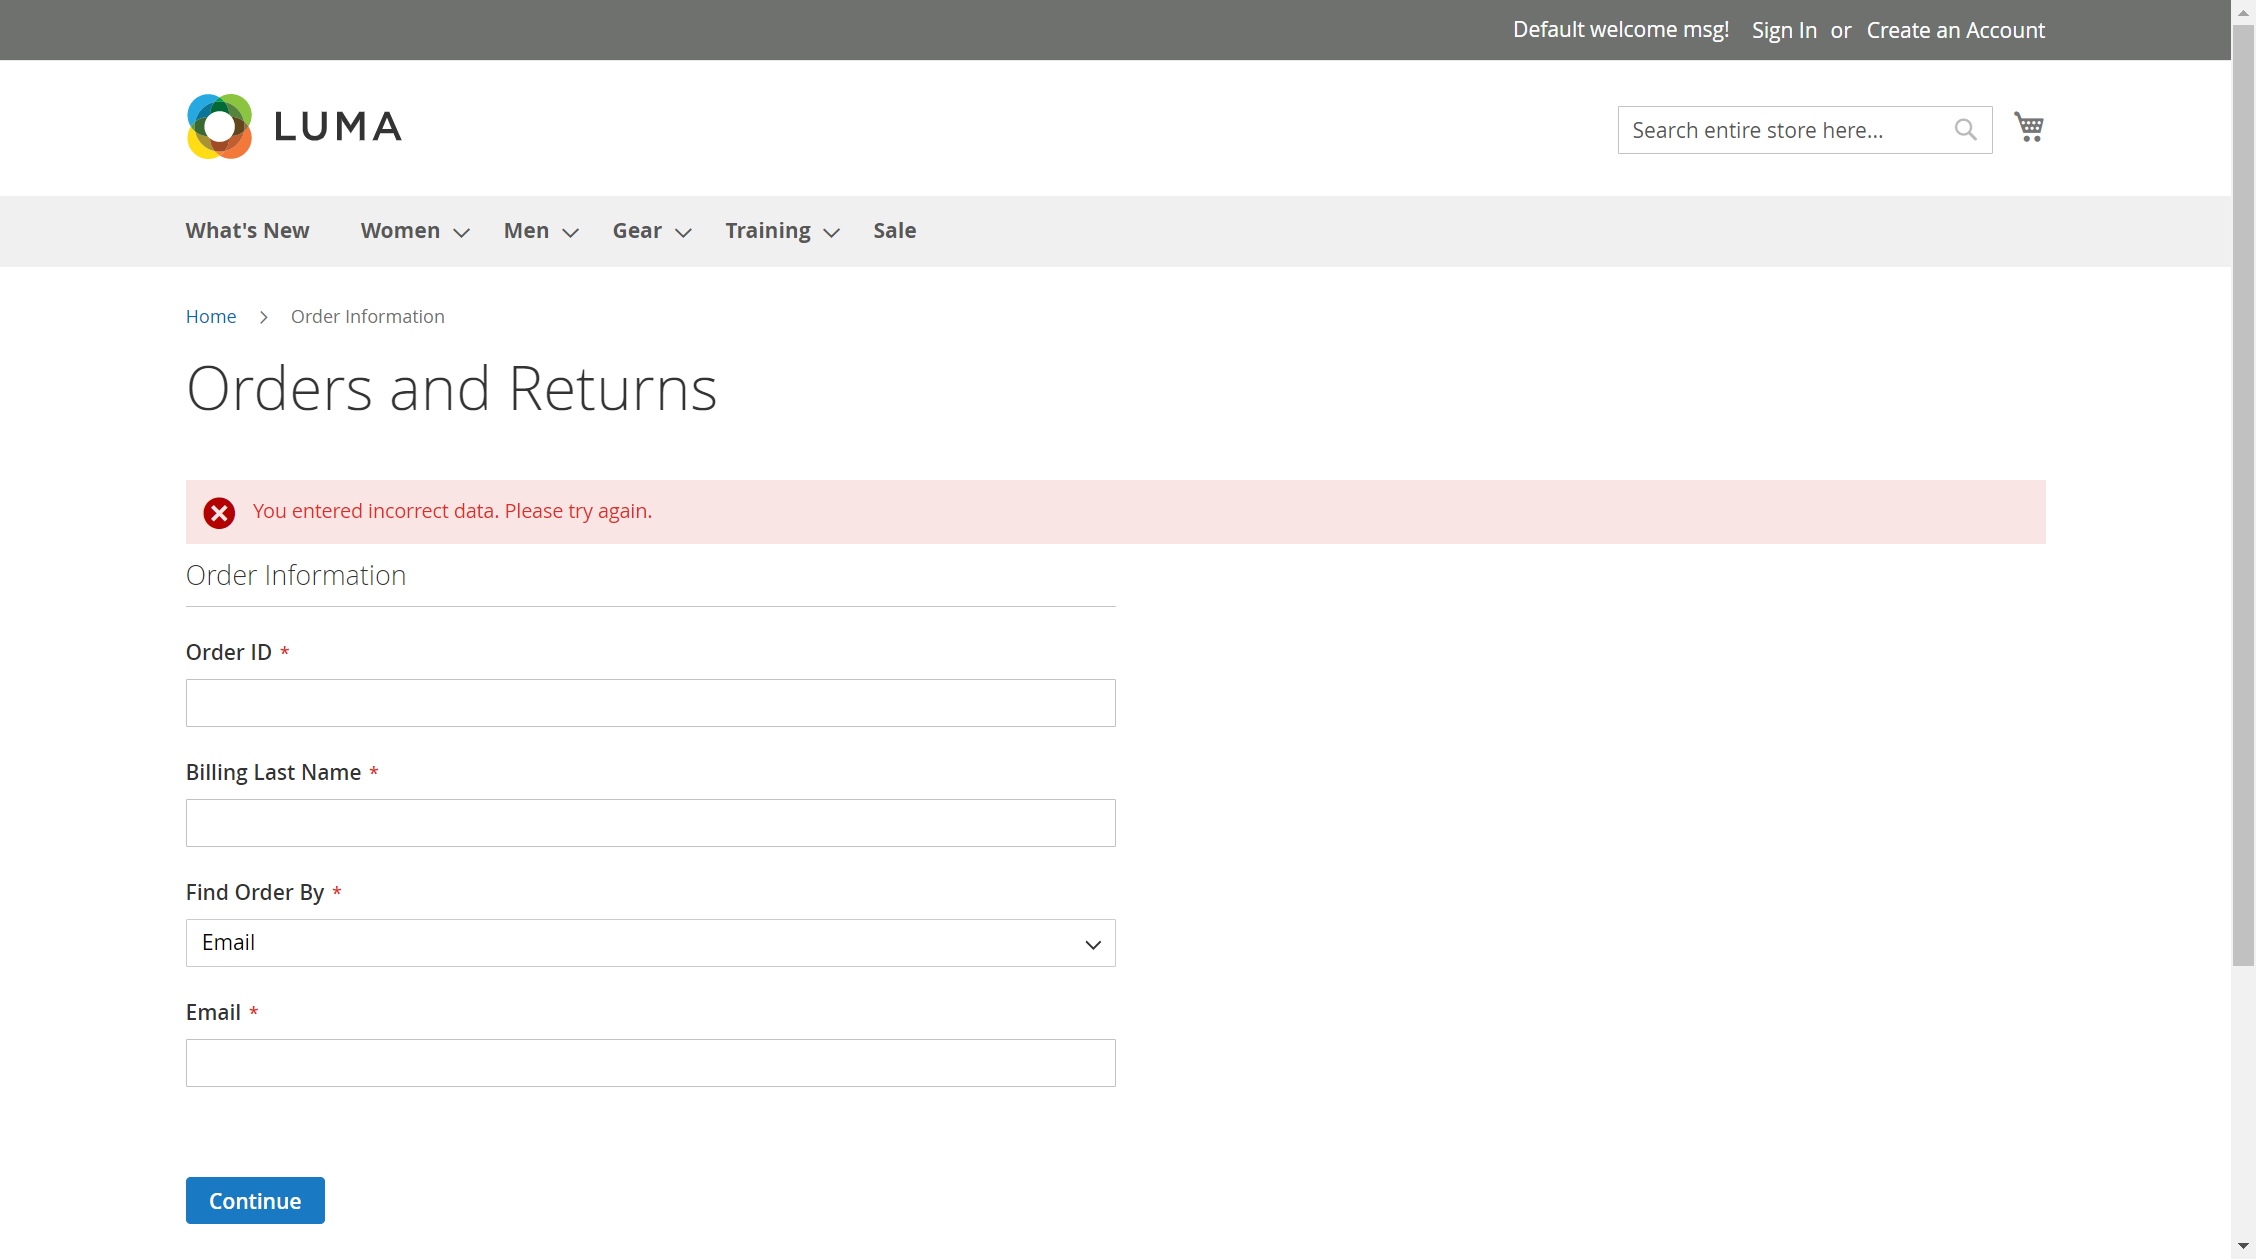 Default welcome msg! Sign In or Create an Account
LUMA
Search entire store here...
What's New Women Men Gear Training Sale
Home Order Information
Orders and Returns
You entered incorrect data. Please try again.
Order Information
Order ID *
Billing Last Name *
Find Order By *
Email
Email *
Continue